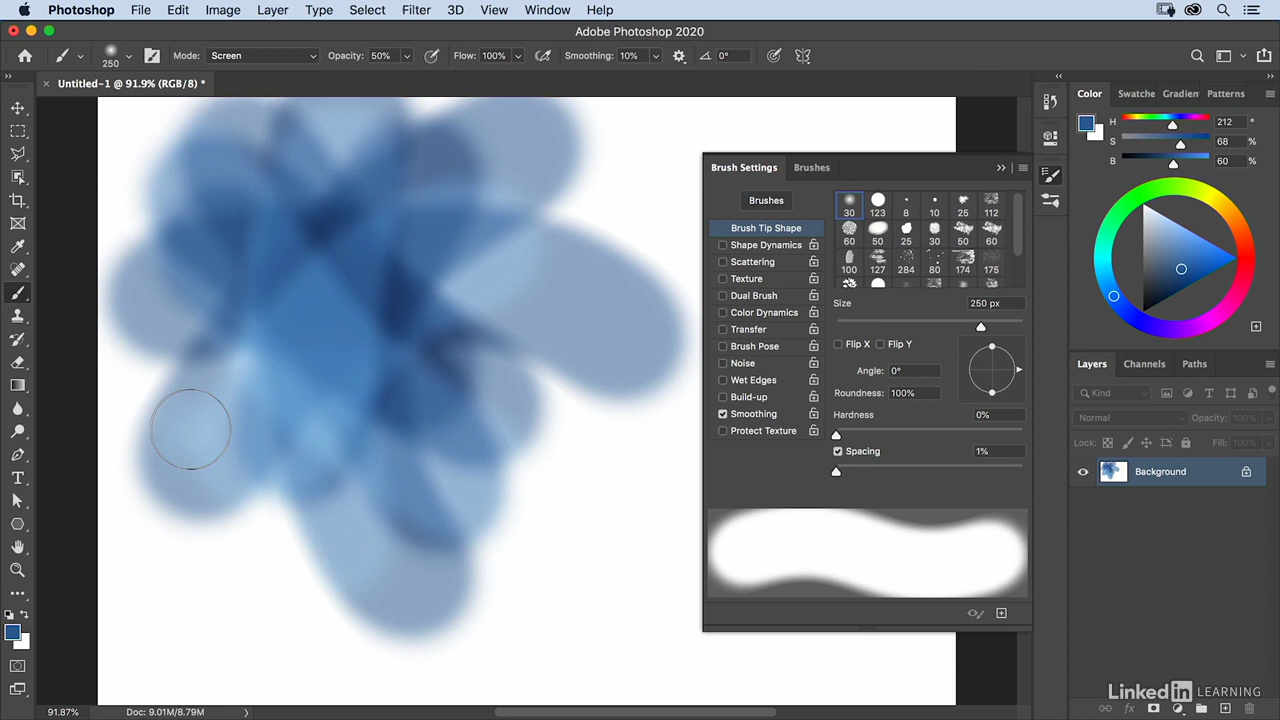 Photoshop File Edit Image Layer Type Select Filter 3D View Window Help
Adobe Photoshop 2020
250 Mode: Screen Opacity: 50% Flow: 100% Smoothing: 10% 0°
Untitled-1 @ 91.9% (RGB/8) *
Color Swatche Gradien Patterns
H 212 °
S 68 %
B 60 %
Brush Settings Brushes
Brushes
Brush Tip Shape
Shape Dynamics
Scattering
Texture
Dual Brush
Color Dynamics
Transfer
Brush Pose
Noise
Wet Edges
Build-up
Smoothing
Protect Texture
30 123 8 10 25 112
60 50 25 30 50 60
100 127 284 80 174 175
Size 250 px
Flip X Flip Y
Angle: 0°
Roundness: 100%
Hardness 0%
Spacing 1%
Layers Channels Paths
Kind
Normal Opacity: 100%
Lock: Fill: 100%
Background
fx
91.87% Doc: 9.01M/8.79M
Linked in LEARNING